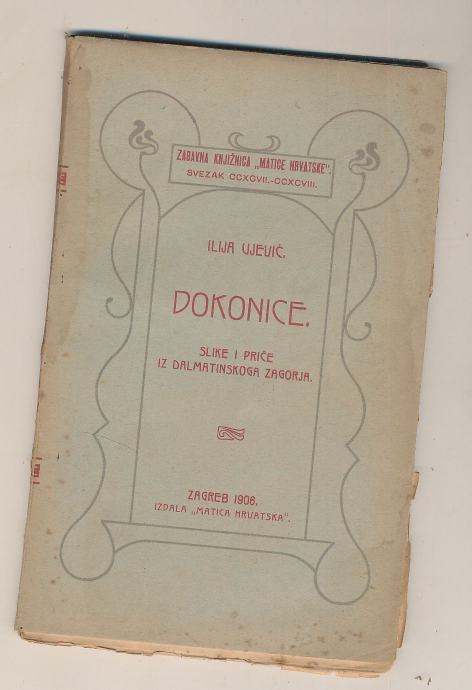 ZABAVNA KNJIŽNICA „MATICE HRVATSKE“.
SVEZAK CCXCVII.-CCXCVIII.
ILIJA UJEVIĆ.
DOKONICE.
SLIKE I PRIČE
IZ DALMATINSKOGA ZAGORJA.
ZAGREB 1906.
IZDALA „MATICA HRVATSKA“.